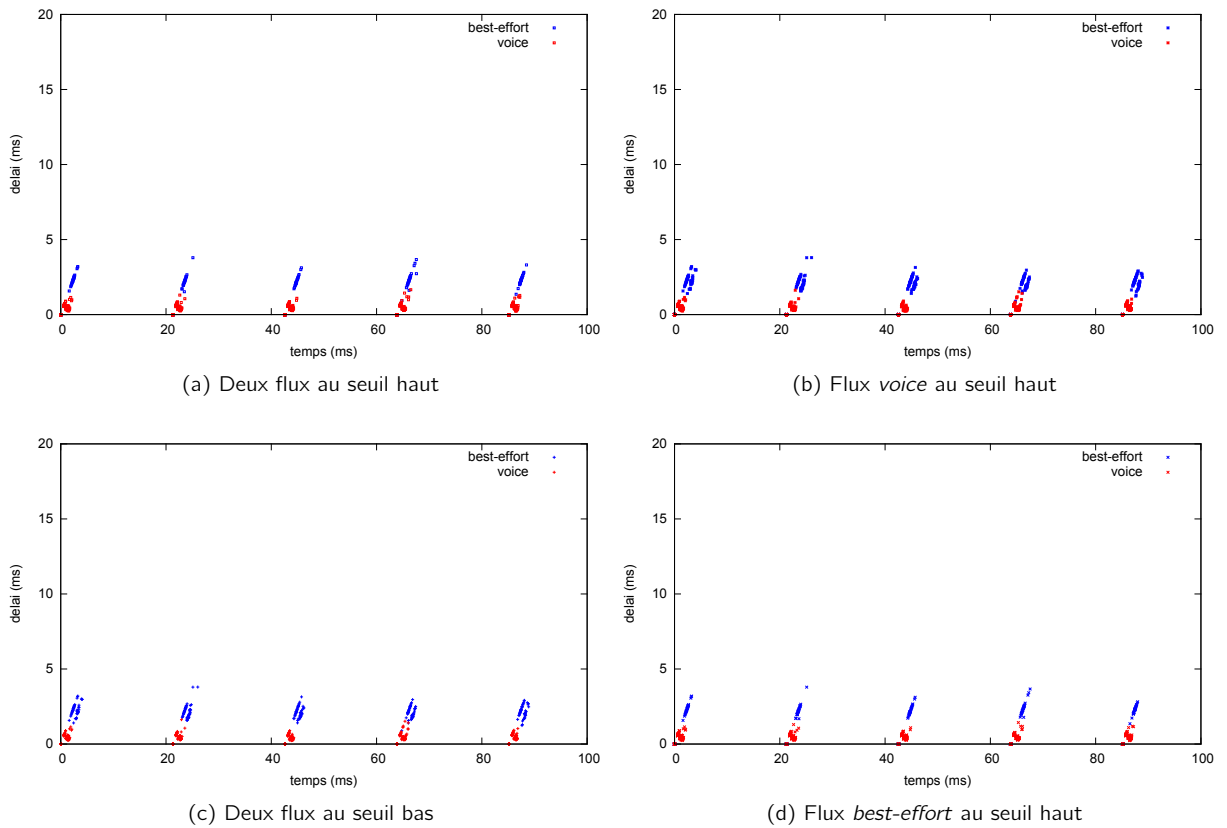 20
15
10
5
0
0
20
40
60
80
100
delai (ms)
temps (ms)
best-effort
voice
(a) Deux flux au seuil haut
20
15
10
5
0
0
20
40
60
80
100
delai (ms)
temps (ms)
best-effort
voice
(b) Flux voice au seuil haut
20
15
10
5
0
0
20
40
60
80
100
delai (ms)
temps (ms)
best-effort
voice
(c) Deux flux au seuil bas
20
15
10
5
0
0
20
40
60
80
100
delai (ms)
temps (ms)
best-effort
voice
(d) Flux best-effort au seuil haut